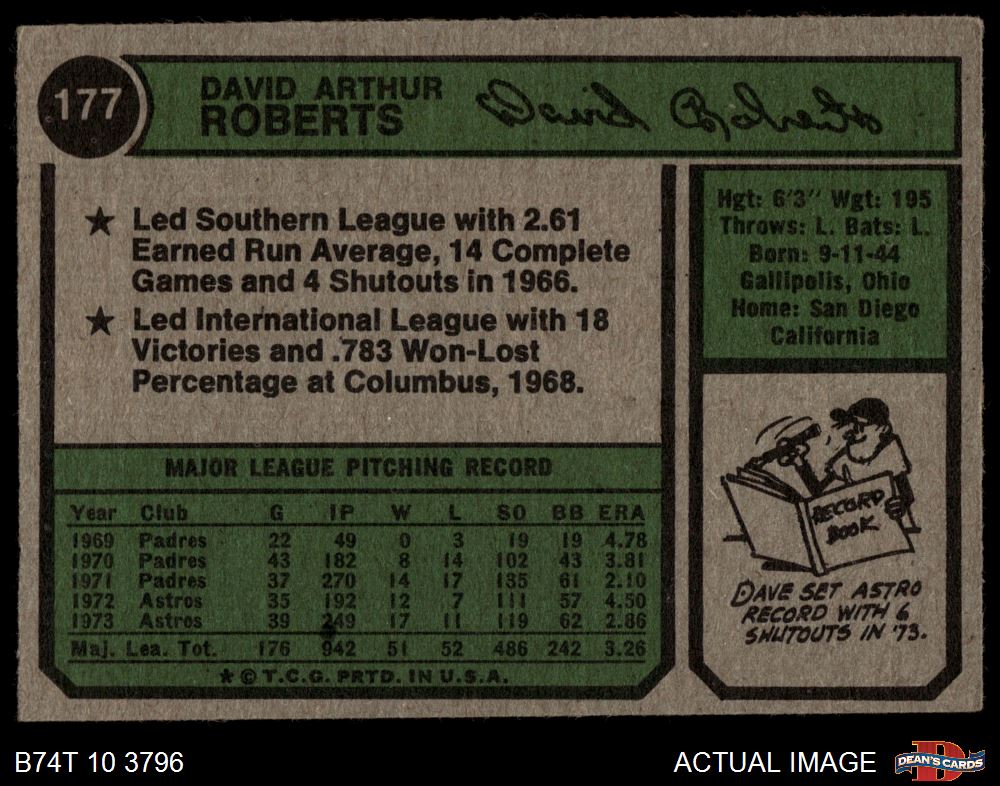 177
DAVID ARTHUR
ROBERTS
David Roberts
★ Led Southern League with 2.61
Earned Run Average, 14 Complete
Games and 4 Shutouts in 1966.
★ Led International League with 18
Victories and .783 Won-Lost
Percentage at Columbus, 1968.
Hgt: 6'3" Wgt: 195
Throws: L. Bats: L.
Born: 9-11-44
Gallipolis, Ohio
Home: San Diego
California
MAJOR LEAGUE PITCHING RECORD
Year Club G IP W L SO BB ERA
1969 Padres 22 49 0 3 19 19 4.78
1970 Padres 43 182 8 14 102 43 3.81
1971 Padres 37 270 14 17 135 61 2.10
1972 Astros 35 192 12 7 111 57 4.50
1973 Astros 39 249 17 11 119 62 2.86
Maj. Lea. Tot. 176 942 51 52 486 242 3.26
★ © T.C.G. PRTD. IN U.S.A.
RECORD
BOOK
DAVE SET ASTRO
RECORD WITH 6
SHUTOUTS IN '73.
B74T 10 3796
ACTUAL IMAGE
D
DEAN'S CARDS